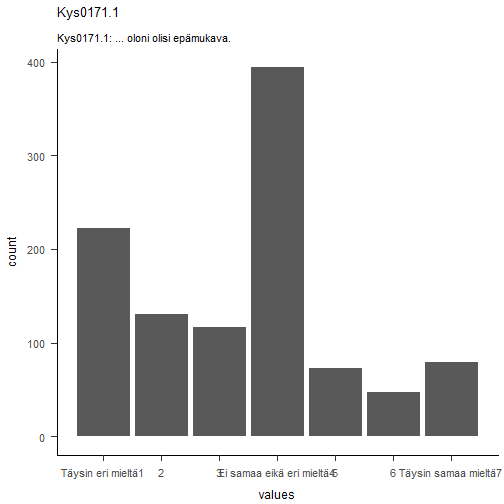 Kys0171.1
Kys0171.1: ... oloni olisi epämukava.
400
300
200
100
0
count
Täysin eri mieltä1 2 3 Ei samaa eikä eri mieltä4 5 6 Täysin samaa mieltä7
values